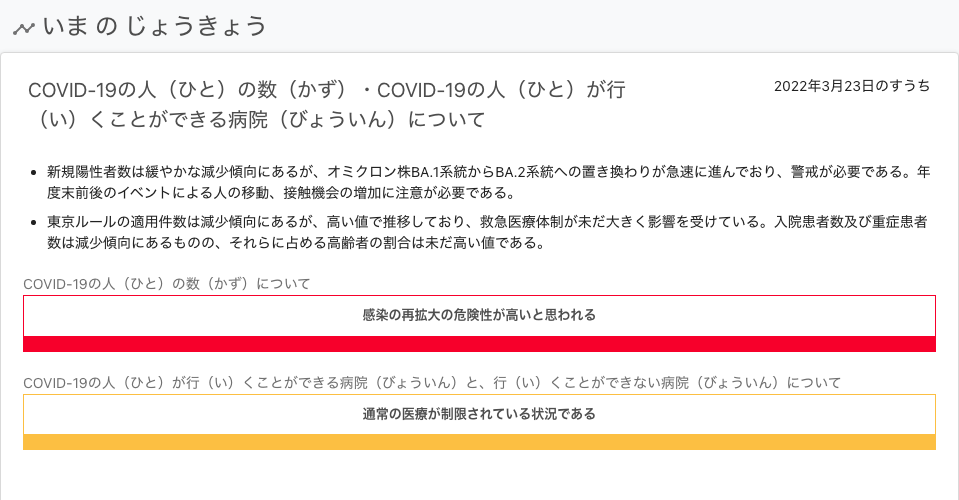 いま の じょうきょう
COVID-19の人（ひと）の数（かず）・COVID-19の人（ひと）が行
（い）くことができる病院（びょういん）について
2022年3月23日のすうち
新規陽性者数は緩やかな減少傾向にあるが、オミクロン株BA.1系統からBA.2系統への置き換わりが急速に進んでおり、警戒が必要である。年
度末前後のイベントによる人の移動、接触機会の増加に注意が必要である。
東京ルールの適用件数は減少傾向にあるが、高い値で推移しており、救急医療体制が未だ大きく影響を受けている。入院患者数及び重症患者
数は減少傾向にあるものの、それらに占める高齢者の割合は未だ高い値である。
COVID-19の人（ひと）の数（かず）について
感染の再拡大の危険性が高いと思われる
COVID-19の人（ひと）が行（い）くことができる病院（びょういん）と、行（い）くことができない病院（びょういん）について
通常の医療が制限されている状況である